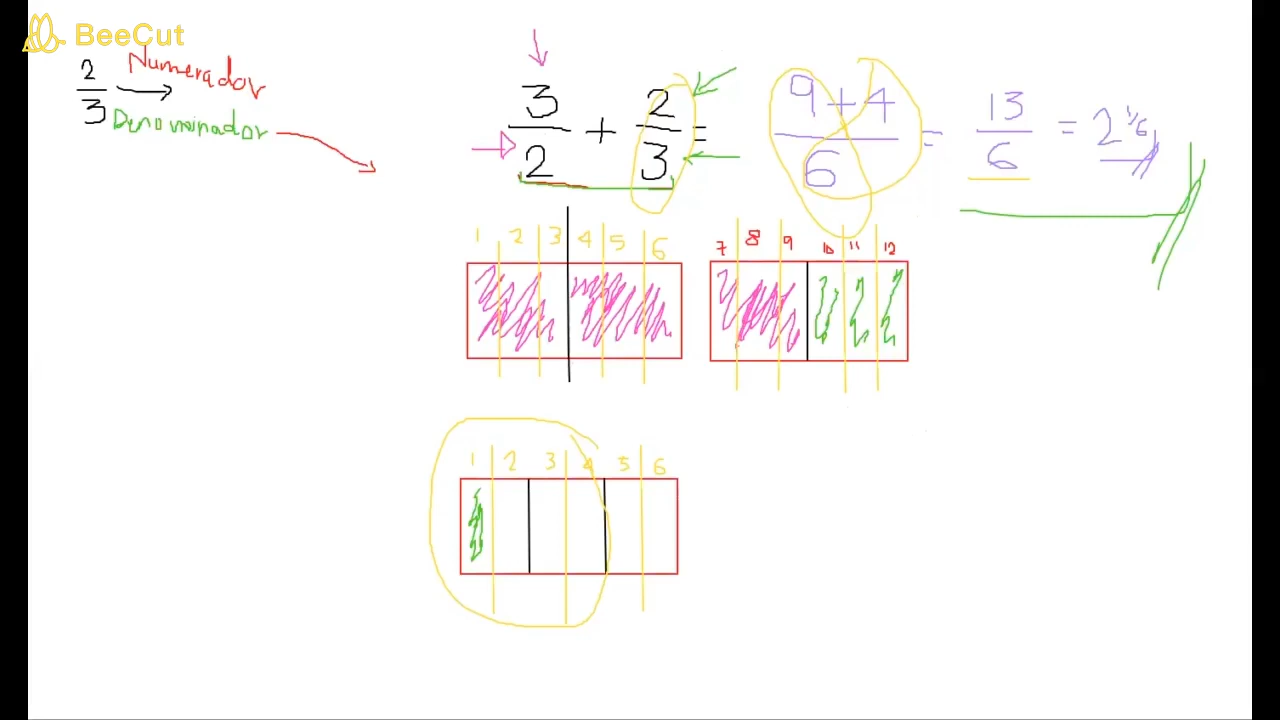 BeeCut
2/3 Numerador
Denominador
3/2 + 2/3 = 9+4/6 = 13/6 = 2 1/6
1 2 3 4 5 6
7 8 9 10 11 12
1 2 3 4 5 6